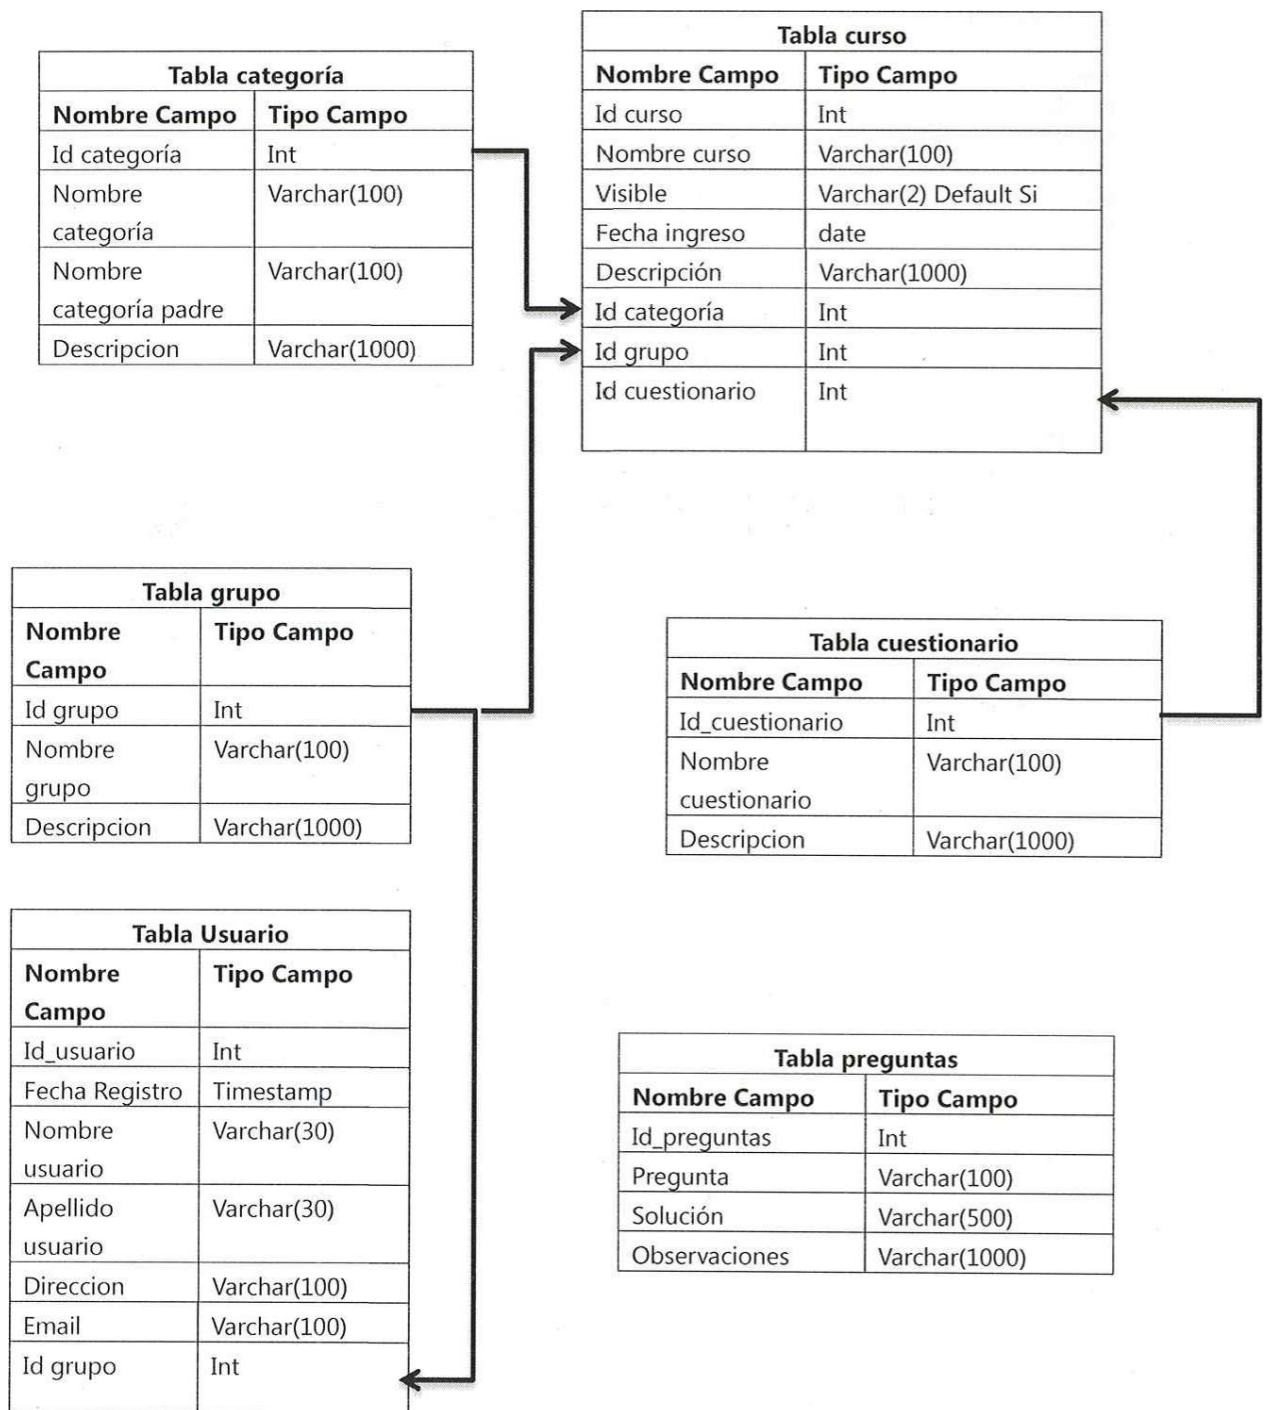 Tabla categoría
Nombre Campo Tipo Campo
Id categoría Int
Nombre Varchar(100)
categoría
Nombre Varchar(100)
categoría padre
Descripcion Varchar(1000)
Tabla curso
Nombre Campo Tipo Campo
Id curso Int
Nombre curso Varchar(100)
Visible Varchar(2) Default Si
Fecha ingreso date
Descripción Varchar(1000)
Id categoría Int
Id grupo Int
Id cuestionario Int
Tabla grupo
Nombre Tipo Campo
Campo
Id grupo Int
Nombre Varchar(100)
grupo
Descripcion Varchar(1000)
Tabla cuestionario
Nombre Campo Tipo Campo
Id_cuestionario Int
Nombre Varchar(100)
cuestionario
Descripcion Varchar(1000)
Tabla Usuario
Nombre Tipo Campo
Campo
Id_usuario Int
Fecha Registro Timestamp
Nombre Varchar(30)
usuario
Apellido Varchar(30)
usuario
Direccion Varchar(100)
Email Varchar(100)
Id grupo Int
Tabla preguntas
Nombre Campo Tipo Campo
Id_preguntas Int
Pregunta Varchar(100)
Solución Varchar(500)
Observaciones Varchar(1000)